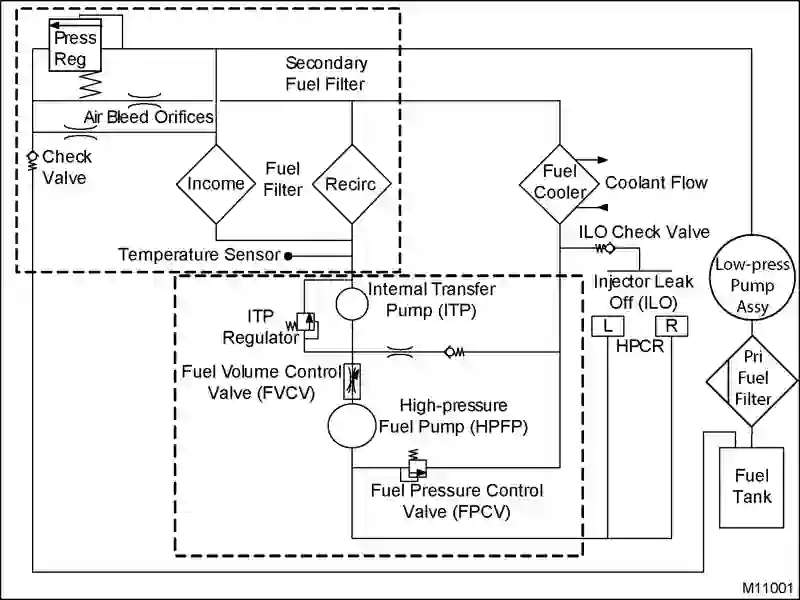 Press
Reg
Secondary
Fuel Filter
Air Bleed Orifices
Check
Valve
Income
Fuel
Filter
Recirc
Fuel
Cooler
Coolant Flow
ILO Check Valve
Temperature Sensor
Low-press
Pump
Assy
Injector Leak
Off (ILO)
Internal Transfer
Pump (ITP)
ITP
Regulator
L
R
HPCR
Pri
Fuel
Filter
Fuel Volume Control
Valve (FVCV)
High-pressure
Fuel Pump (HPFP)
Fuel Pressure Control
Valve (FPCV)
Fuel
Tank
M11001